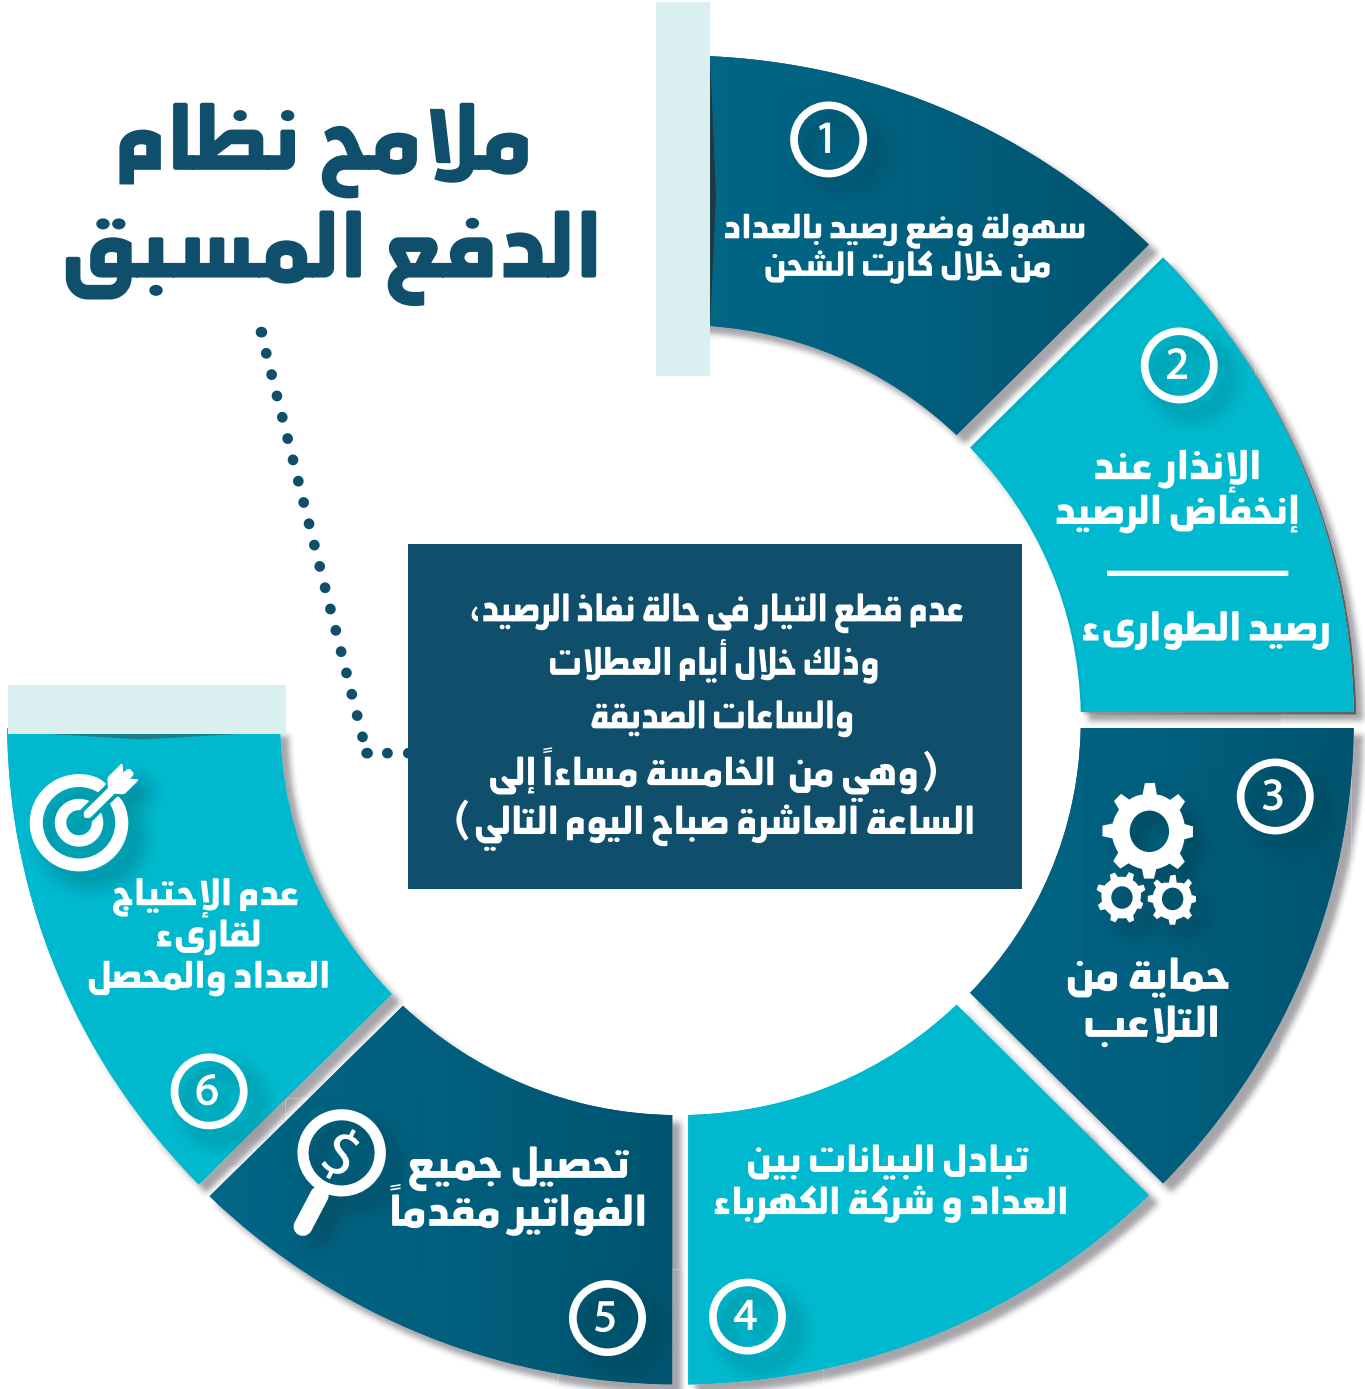 ملامح نظام
الدفع المسبق
1
سهولة وضع رصيد بالعداد
من خلال كارت الشحن
2
الإنذار عند
إنخفاض الرصيد
رصيد الطوارىء
3
حماية من
التلاعب
4
تبادل البيانات بين
العداد و شركة الكهرباء
5
تحصيل جميع
الفواتير مقدماً
6
عدم الإحتياج
لقارىء
العداد والمحصل
عدم قطع التيار فى حالة نفاذ الرصيد،
وذلك خلال أيام العطلات
والساعات الصديقة
(وهي من الخامسة مساءاً إلى
الساعة العاشرة صباح اليوم التالي)
$